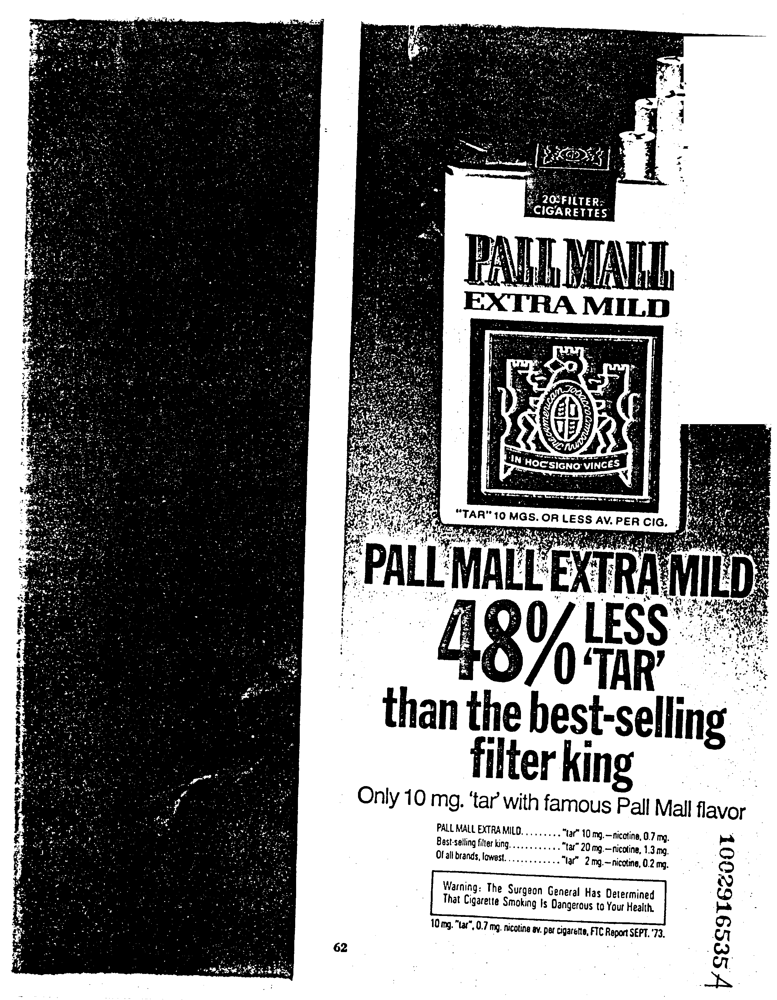 20 FILTER
CIGARETTES
PALL MALL
EXTRA MILD
The American Tobacco Company
IN HOC SIGNO VINCES
"TAR" 10 MGS. OR LESS AV. PER CIG.
PALL MALL EXTRA MILD
48% LESS 'TAR'
than the best-selling
filter king
Only 10 mg. 'tar' with famous Pall Mall flavor
PALL MALL EXTRA MILD. . . . . . . . . "tar" 10 mg.—nicotine, 0.7 mg.
Best-selling filter king. . . . . . . . . . . . "tar" 20 mg.—nicotine, 1.3 mg.
Of all brands, lowest. . . . . . . . . . . . . "tar" 2 mg.—nicotine, 0.2 mg.
Warning: The Surgeon General Has Determined
That Cigarette Smoking Is Dangerous to Your Health.
10 mg. "tar", 0.7 mg. nicotine av. per cigarette, FTC Report SEPT. '73.
62
1002916535A